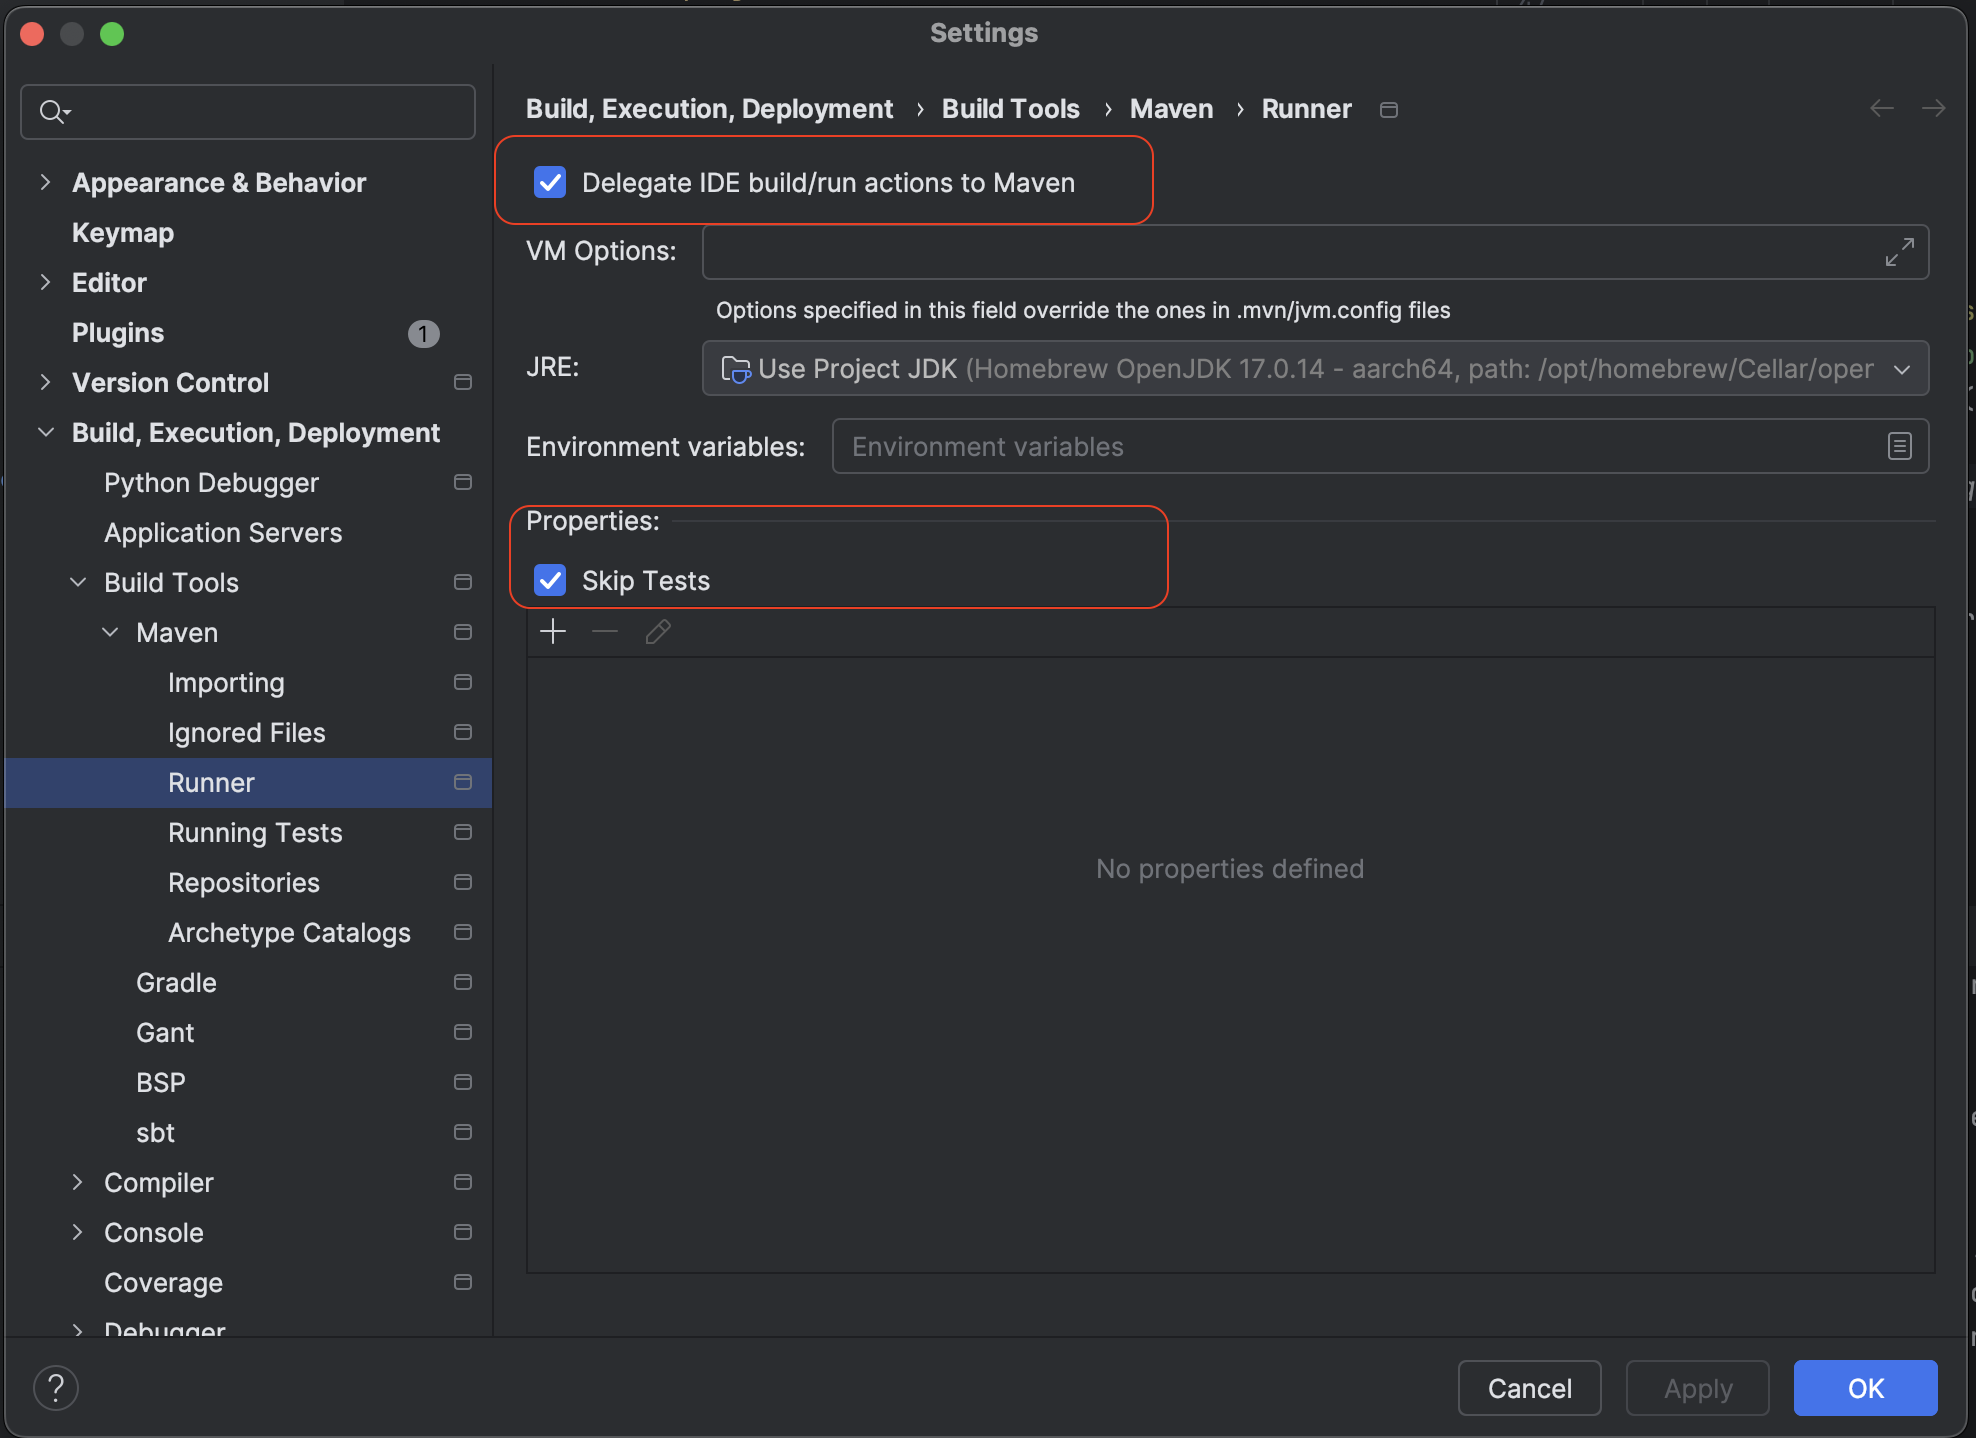 Settings
Build, Execution, Deployment › Build Tools › Maven › Runner
Appearance & Behavior
Keymap
Editor
Plugins 1
Version Control
Build, Execution, Deployment
Python Debugger
Application Servers
Build Tools
Maven
Importing
Ignored Files
Runner
Running Tests
Repositories
Archetype Catalogs
Gradle
Gant
BSP
sbt
Compiler
Console
Coverage
Debugger
Delegate IDE build/run actions to Maven
VM Options:
Options specified in this field override the ones in .mvn/jvm.config files
JRE: Use Project JDK (Homebrew OpenJDK 17.0.14 - aarch64, path: /opt/homebrew/Cellar/oper
Environment variables: Environment variables
Properties:
Skip Tests
No properties defined
?
Cancel Apply OK